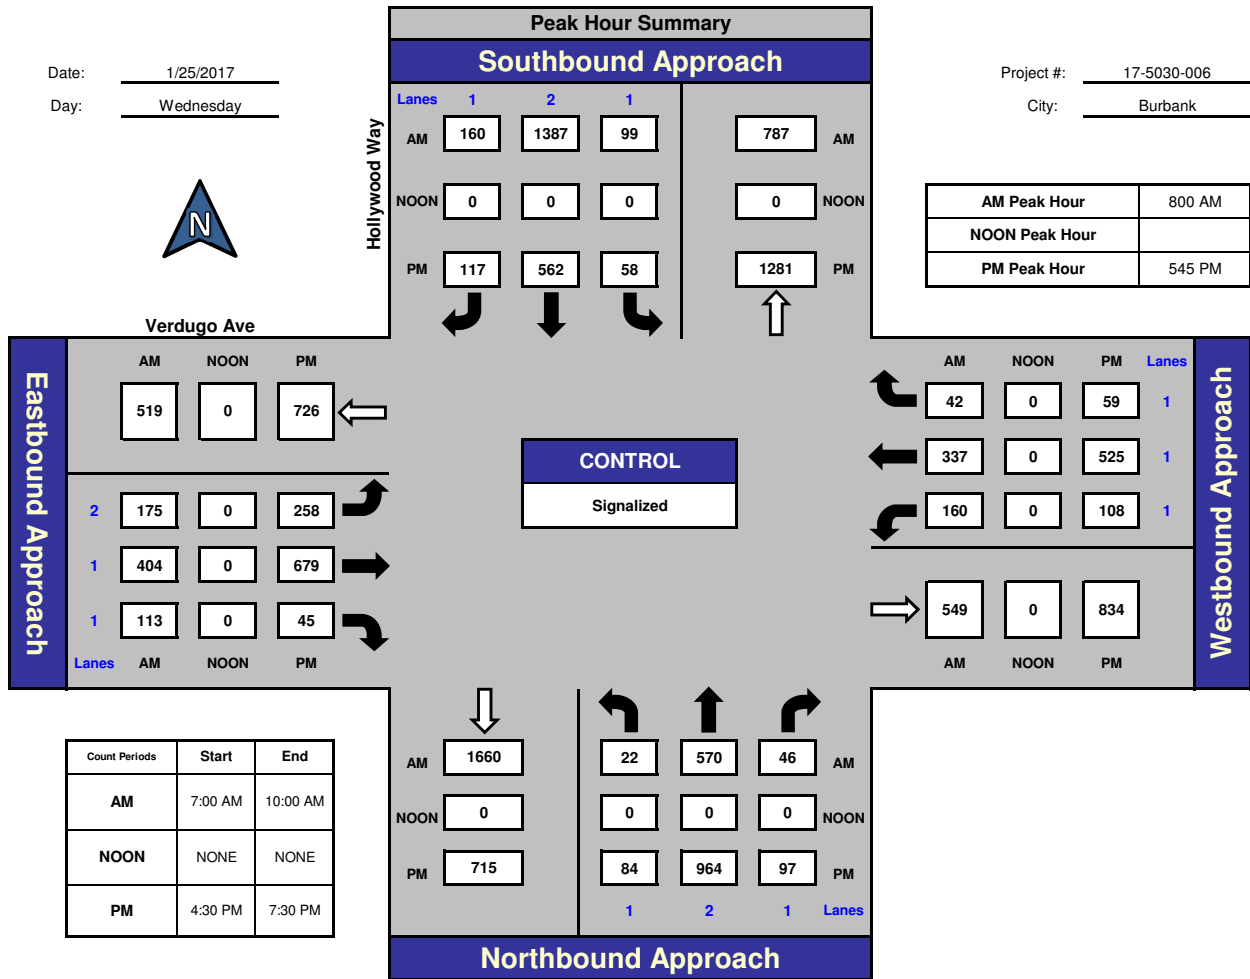 Peak Hour Summary
Southbound Approach
Date: 1/25/2017
Day: Wednesday
Project #: 17-5030-006
City: Burbank
N
Hollywood Way
Lanes 1 2 1
AM 160 1387 99 787 AM
NOON 0 0 0 0 NOON
PM 117 562 58 1281 PM
AM Peak Hour 800 AM
NOON Peak Hour
PM Peak Hour 545 PM
Verdugo Ave
Eastbound Approach
AM NOON PM
519 0 726
2 175 0 258
1 404 0 679
1 113 0 45
Lanes AM NOON PM
CONTROL
Signalized
AM NOON PM Lanes
42 0 59 1
337 0 525 1
160 0 108 1
549 0 834
AM NOON PM
Westbound Approach
Count Periods Start End
AM 7:00 AM 10:00 AM
NOON NONE NONE
PM 4:30 PM 7:30 PM
AM 1660 22 570 46 AM
NOON 0 0 0 0 NOON
PM 715 84 964 97 PM
1 2 1 Lanes
Northbound Approach